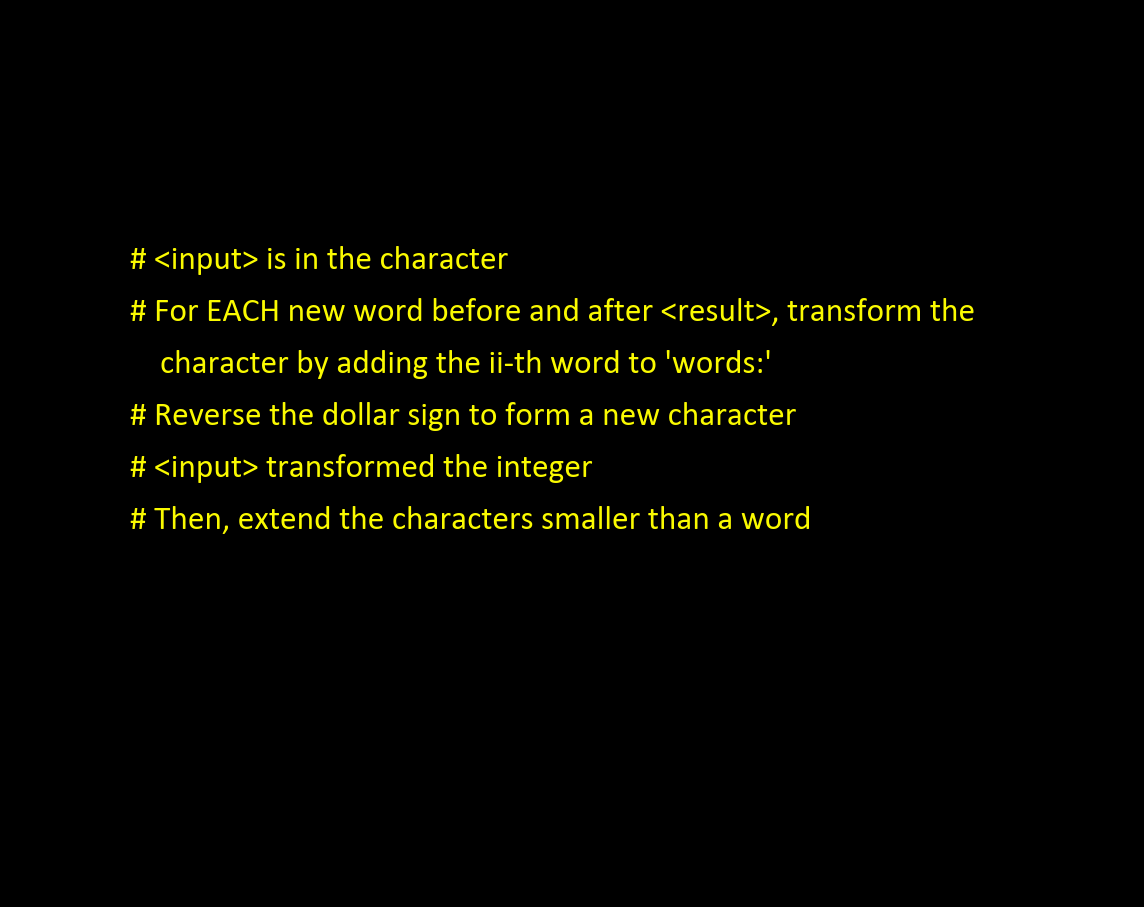 # <input> is in the character
# For EACH new word before and after <result>, transform the
character by adding the ii-th word to 'words:'
# Reverse the dollar sign to form a new character
# <input> transformed the integer
# Then, extend the characters smaller than a word